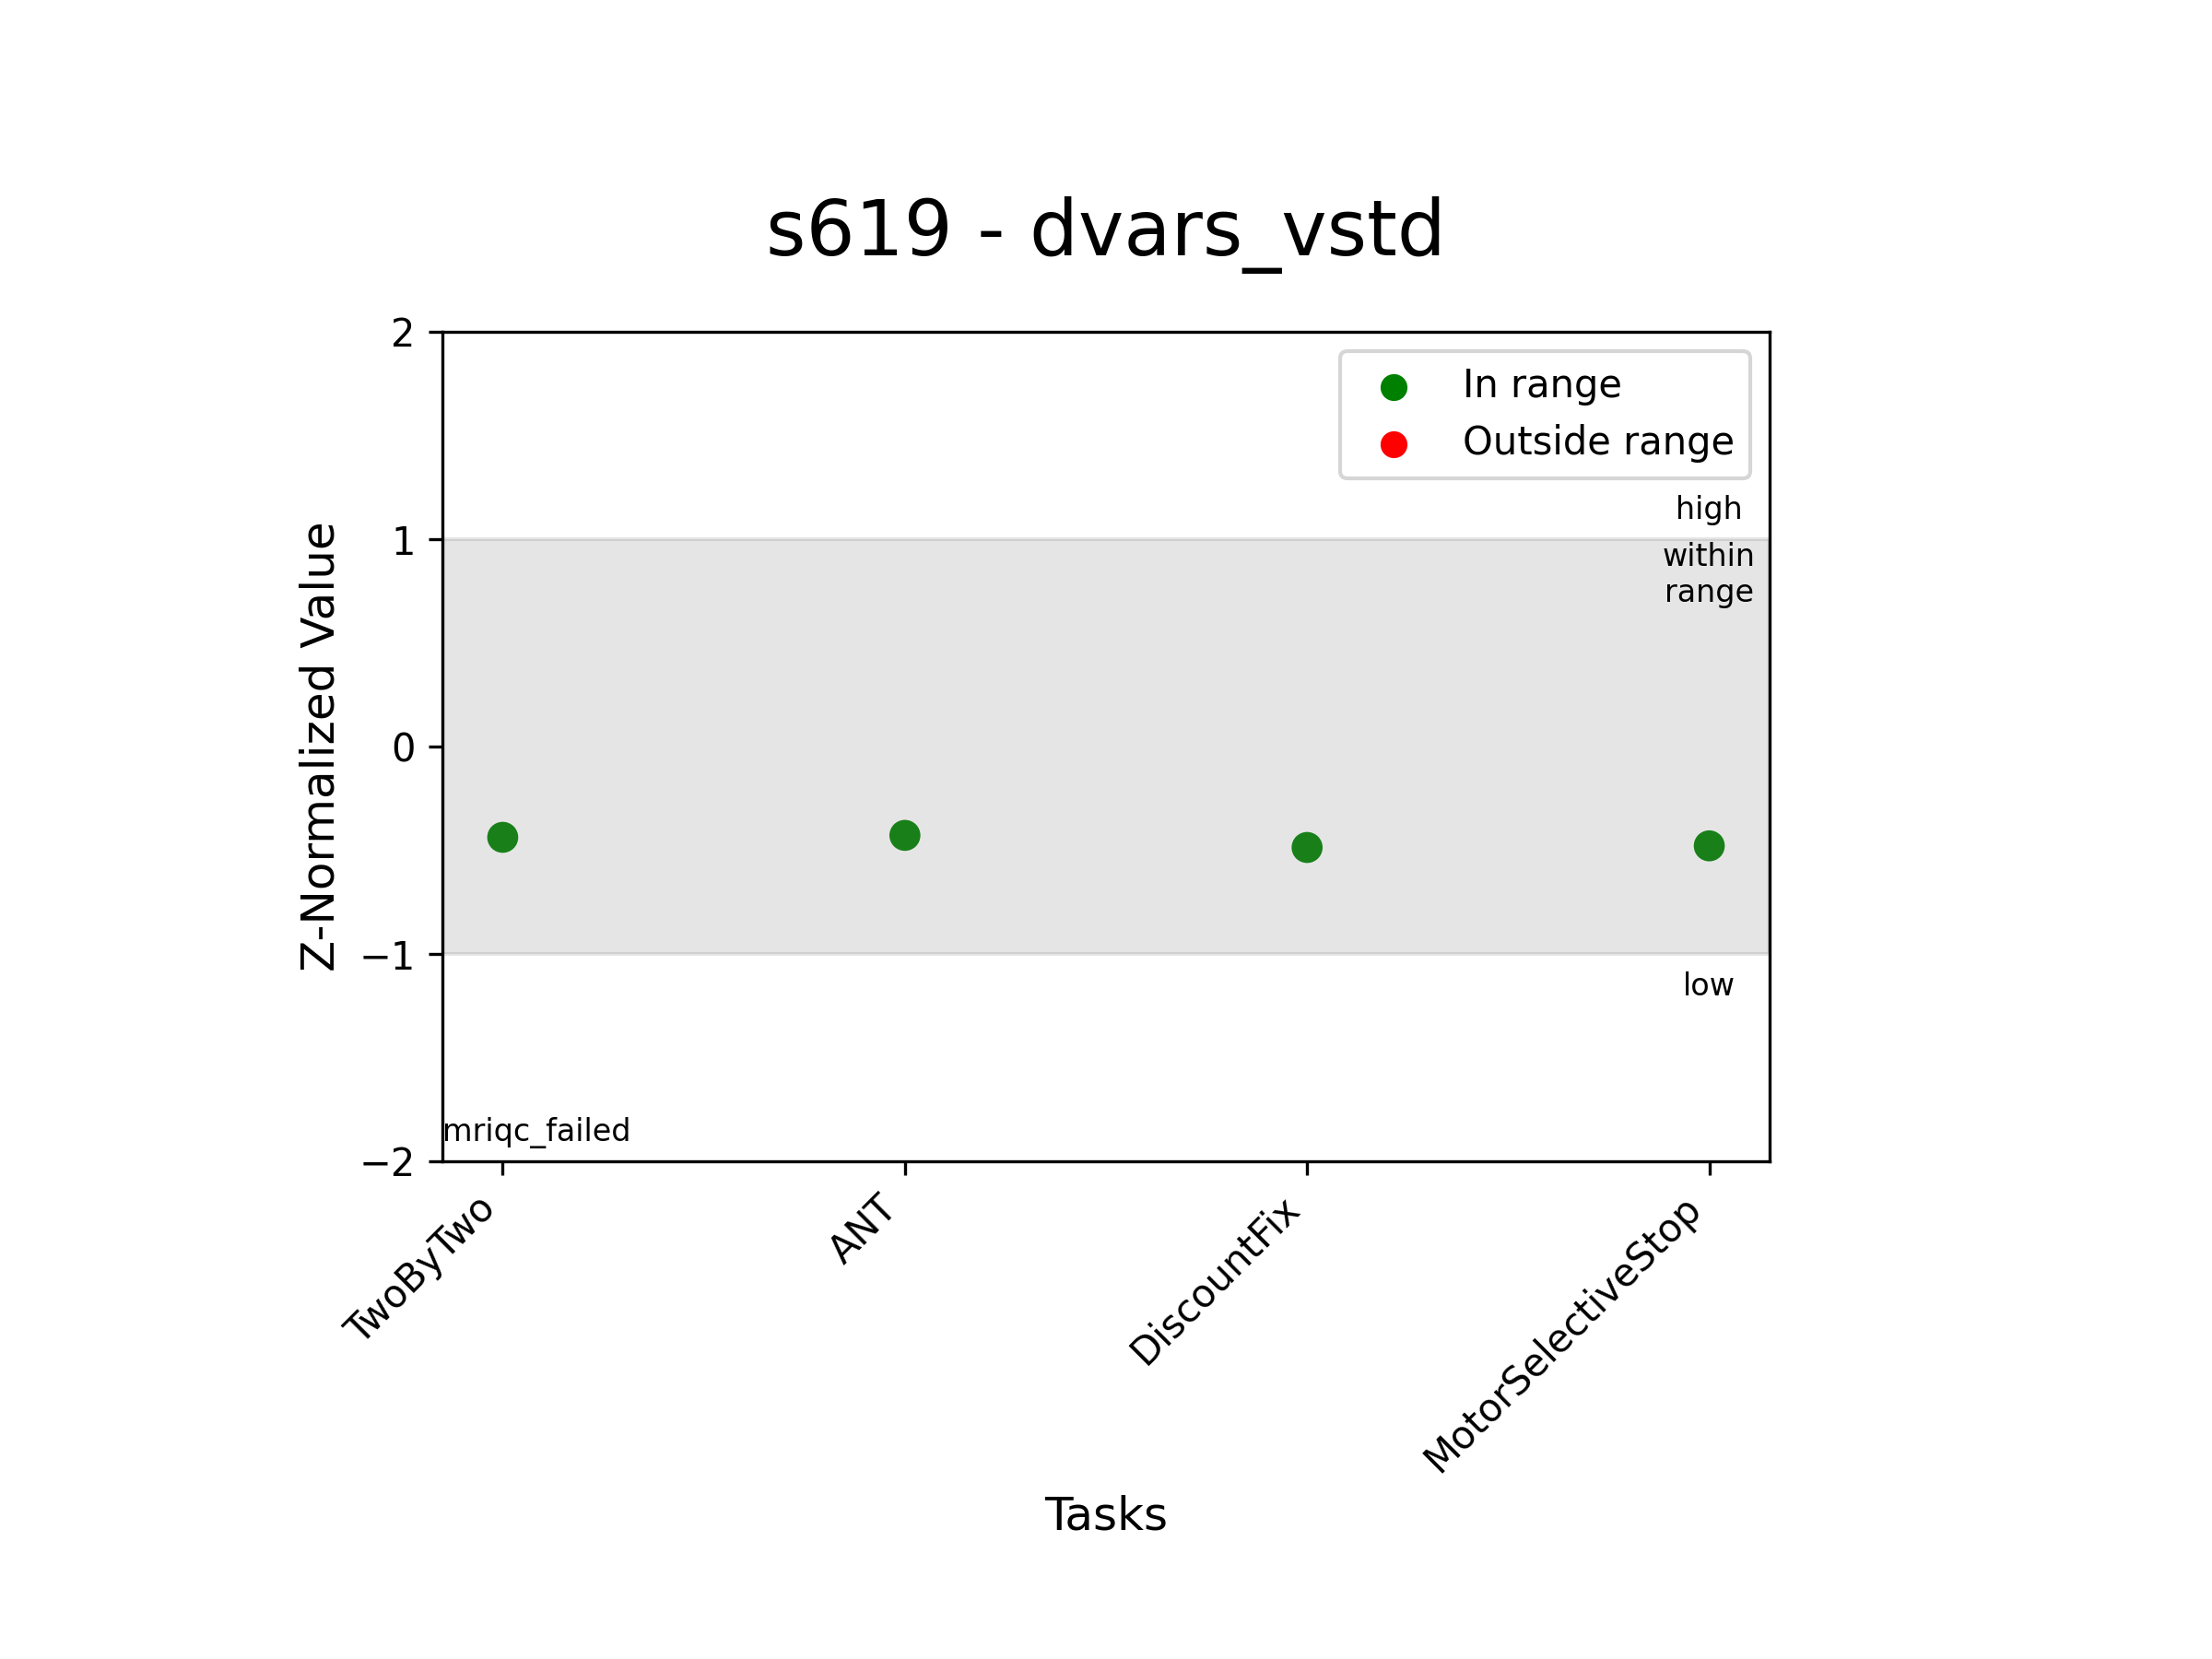 s619 - dvars_vstd
2
In range
Outside range
high
1
within
range
Z-Normalized Value
0
−1
low
mriqc_failed
−2
TwoByTwo
ANT
DiscountFix
MotorSelectiveStop
Tasks